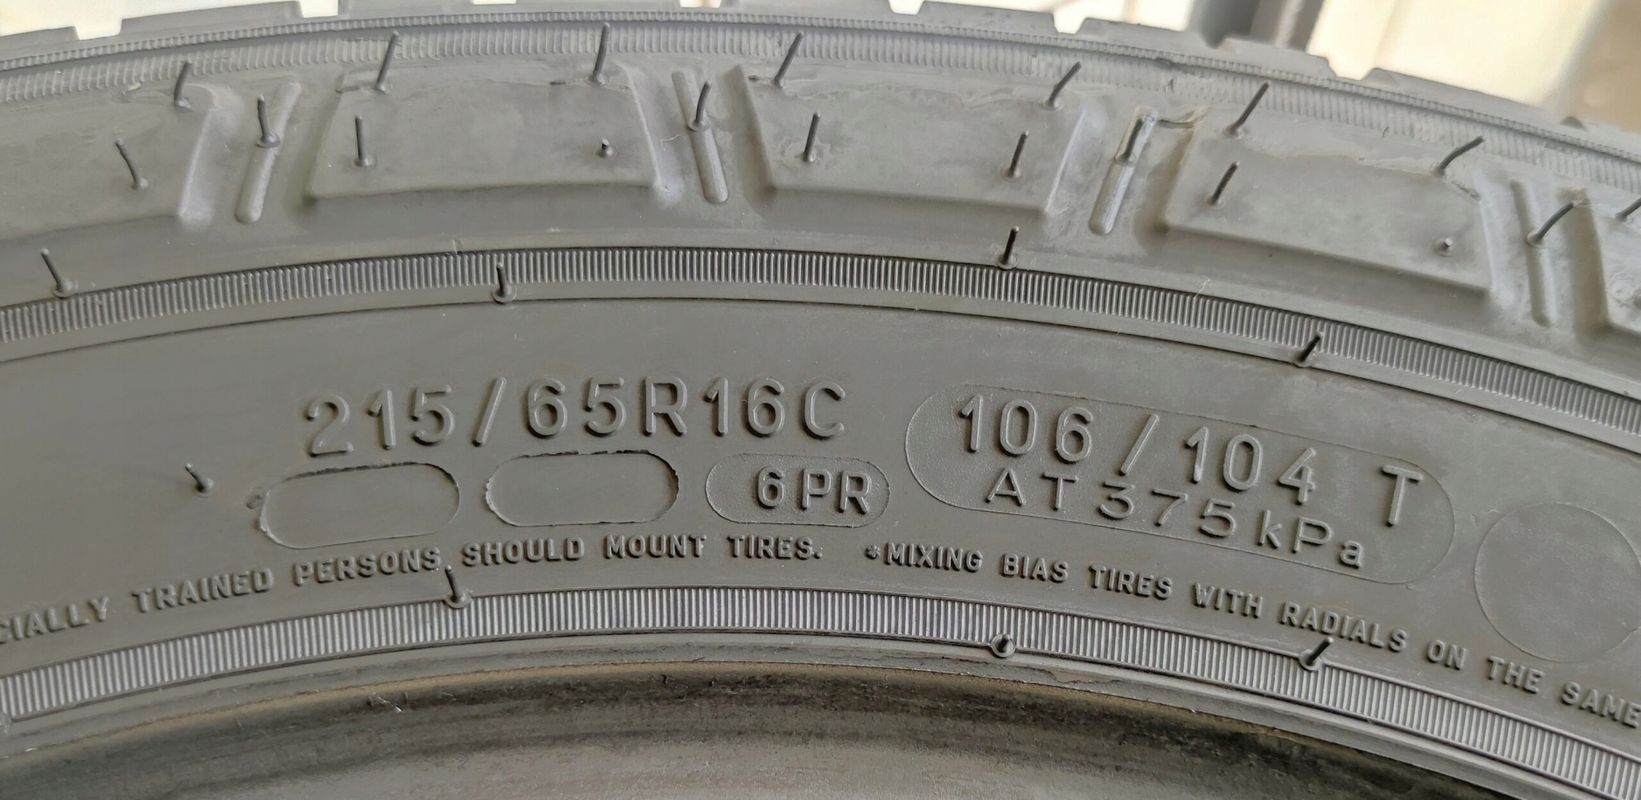 215/65R16C
106/104 T
AT 375 kPa
6PR
CIALLY TRAINED PERSONS SHOULD MOUNT TIRES. *MIXING BIAS TIRES WITH RADIALS ON THE SAME